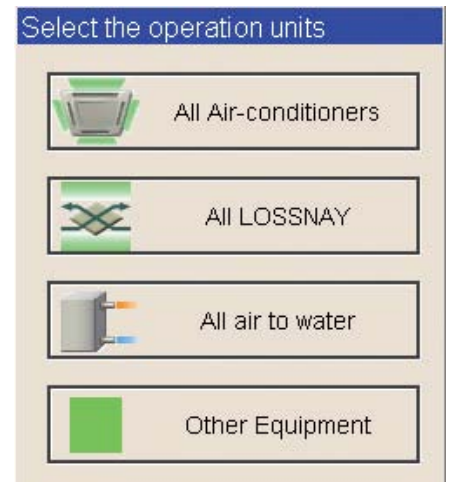 Select the operation units
All Air-conditioners
All LOSSNAY
All air to water
Other Equipment